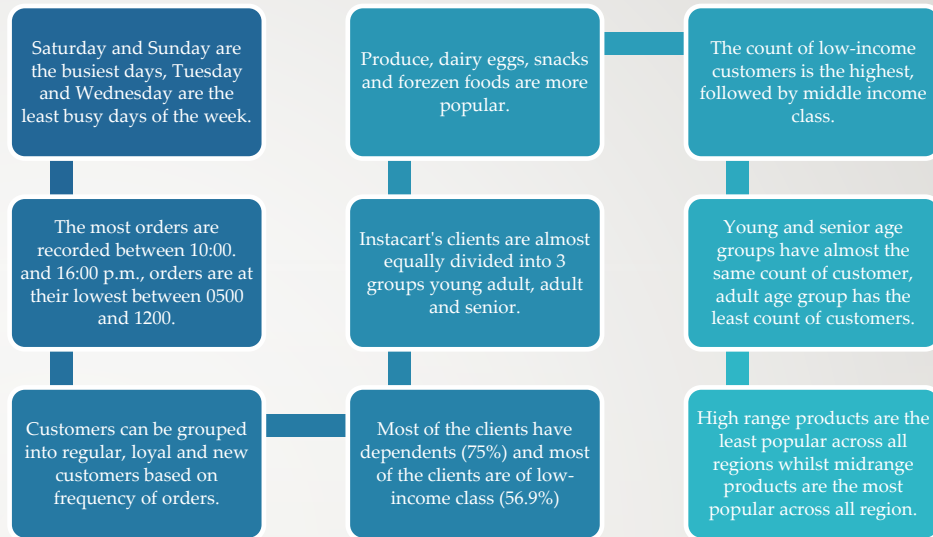 Saturday and Sunday are
the busiest days, Tuesday
and Wednesday are the
least busy days of the week.
The most orders are
recorded between 10:00.
and 16:00 p.m., orders are at
their lowest between 0500
and 1200.
Customers can be grouped
into regular, loyal and new
customers based on
frequency of orders.
Most of the clients have
dependents (75%) and most
of the clients are of low-
income class (56.9%)
Instacart's clients are almost
equally divided into 3
groups young adult, adult
and senior.
Produce, dairy eggs, snacks
and forezen foods are more
popular.
The count of low-income
customers is the highest,
followed by middle income
class.
Young and senior age
groups have almost the
same count of customer,
adult age group has the
least count of customers.
High range products are the
least popular across all
regions whilst midrange
products are the most
popular across all region.